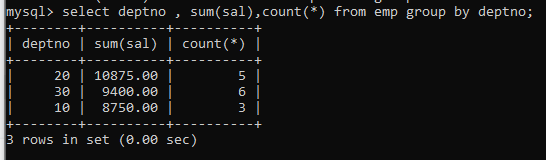 mysql> select deptno , sum(sal),count(*) from emp group by deptno;
+--------+----------+----------+
| deptno | sum(sal) | count(*) |
+--------+----------+----------+
|     20 | 10875.00 |        5 |
|     30 |  9400.00 |        6 |
|     10 |  8750.00 |        3 |
+--------+----------+----------+
3 rows in set (0.00 sec)